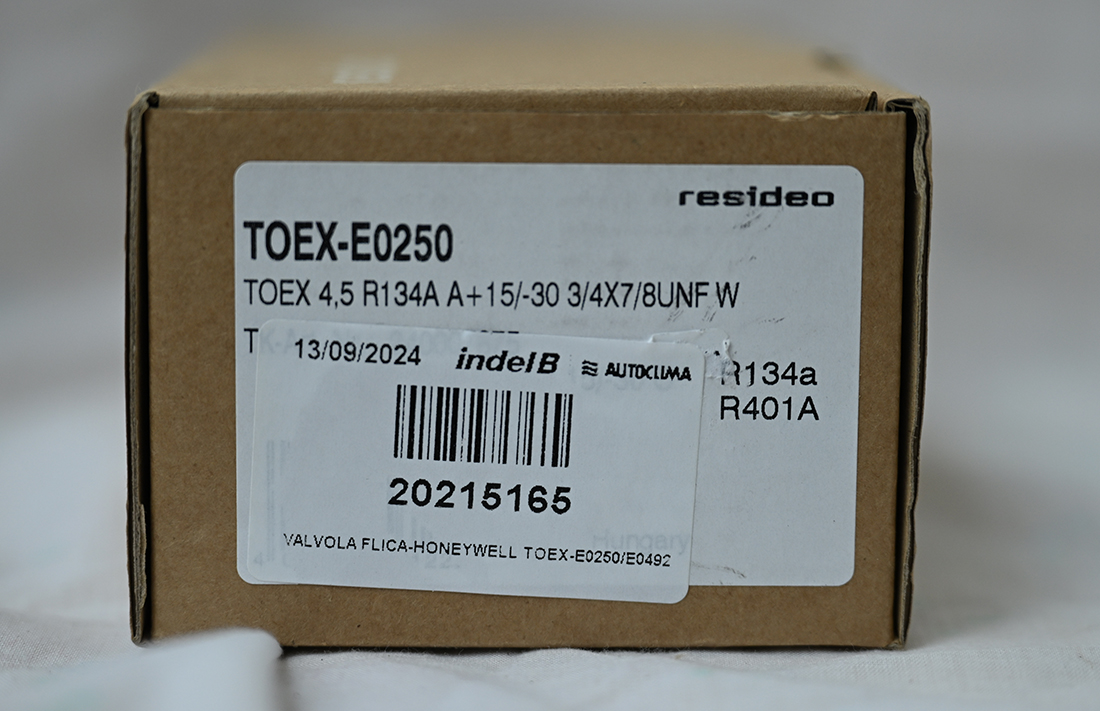 resideo
TOEX-E0250
TOEX 4,5 R134A A+15/-30 3/4X7/8UNF W
13/09/2024 indelB AUTOCLIMA
R134a
R401A
20215165
Hungary
VALVOLA FLICA-HONEYWELL TOEX-E0250/E0492